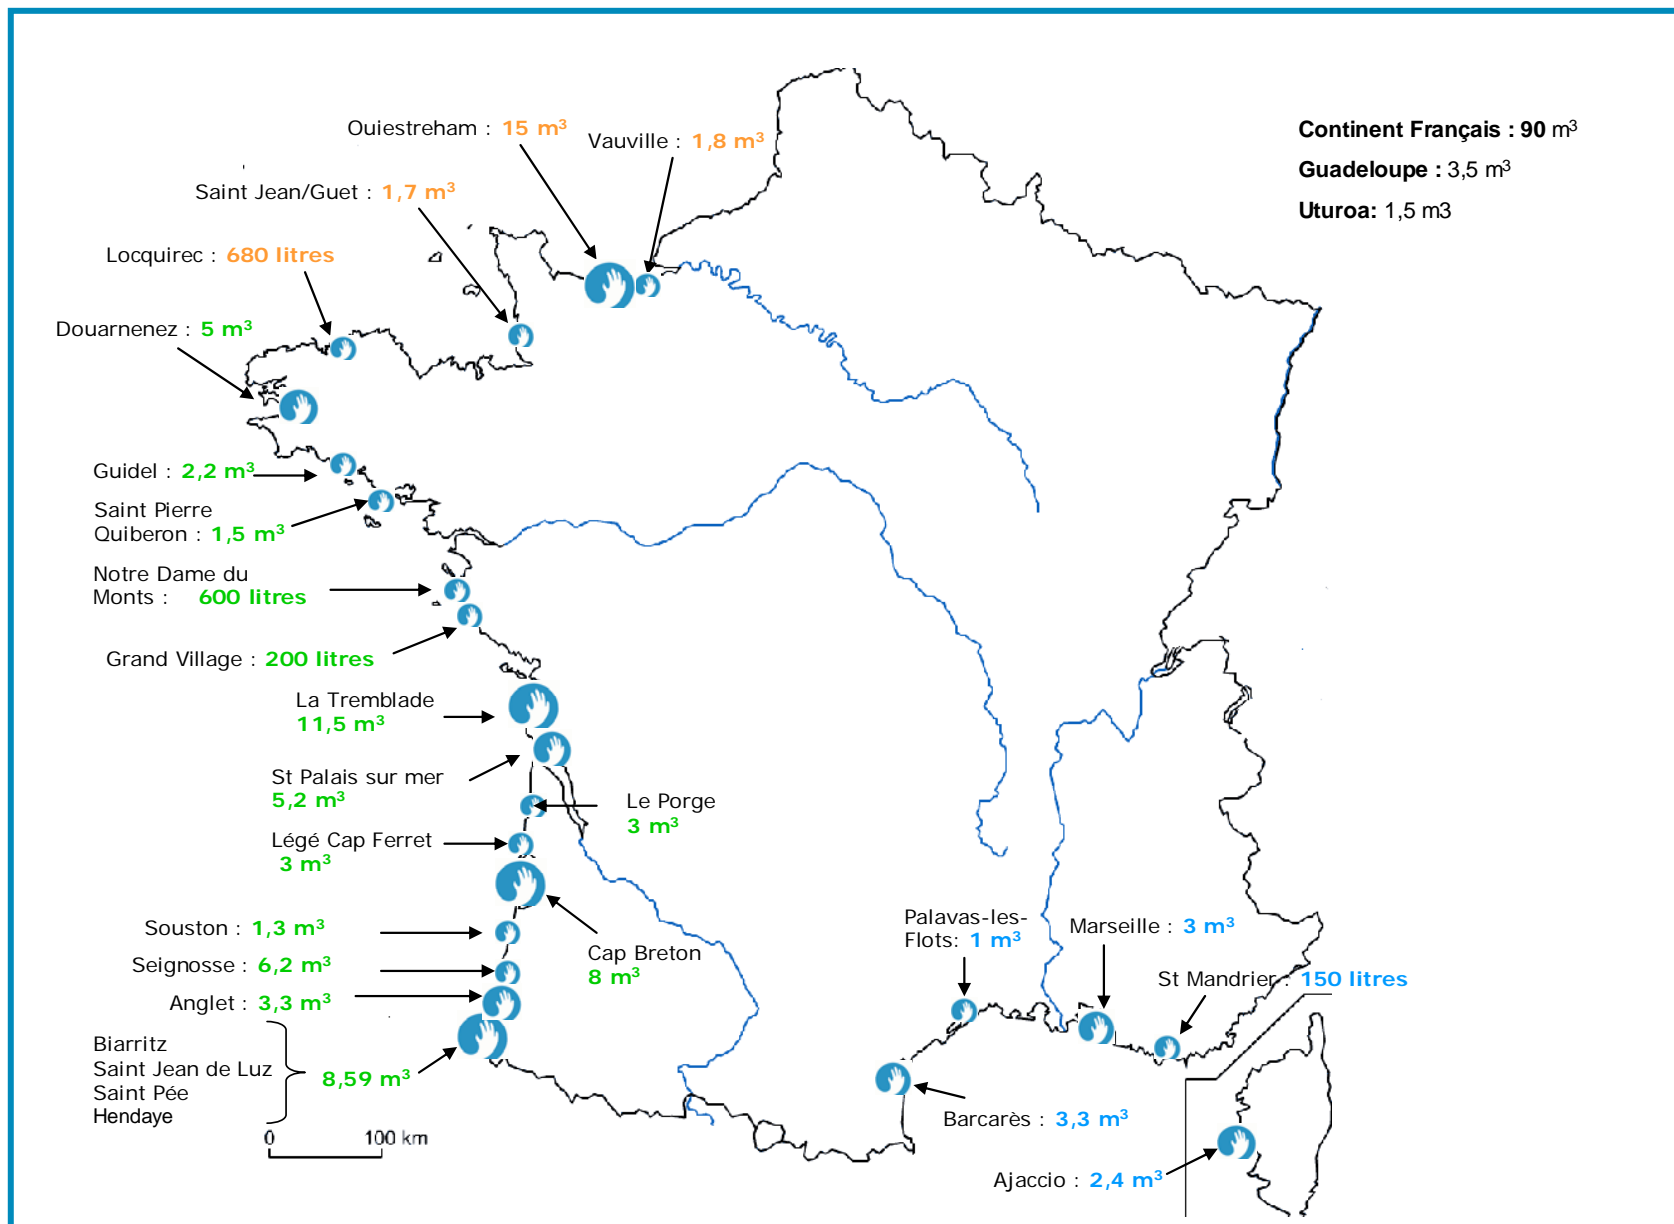 Continent Français : 90 m³
Guadeloupe : 3,5 m³
Uturoa: 1,5 m3
Ouiestreham : 15 m³
Vauville : 1,8 m³
Saint Jean/Guet : 1,7 m³
Locquirec : 680 litres
Douarnenez : 5 m³
Guidel : 2,2 m³
Saint Pierre
Quiberon : 1,5 m³
Notre Dame du
Monts : 600 litres
Grand Village : 200 litres
La Tremblade
11,5 m³
St Palais sur mer
5,2 m³
Le Porge
3 m³
Légé Cap Ferret
3 m³
Cap Breton
8 m³
Souston : 1,3 m³
Seignosse : 6,2 m³
Anglet : 3,3 m³
Biarritz
Saint Jean de Luz
Saint Pée
Hendaye
8,59 m³
0 100 km
Palavas-les-
Flots: 1 m³
Marseille : 3 m³
St Mandrier : 150 litres
Barcarès : 3,3 m³
Ajaccio : 2,4 m³